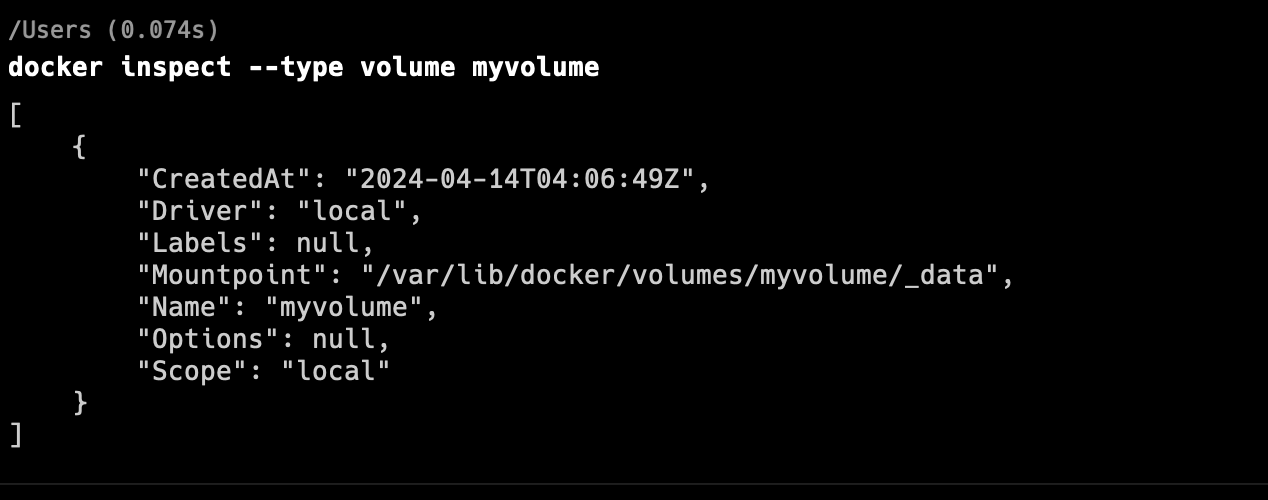 /Users (0.074s)
docker inspect --type volume myvolume
[
    {
        "CreatedAt": "2024-04-14T04:06:49Z",
        "Driver": "local",
        "Labels": null,
        "Mountpoint": "/var/lib/docker/volumes/myvolume/_data",
        "Name": "myvolume",
        "Options": null,
        "Scope": "local"
    }
]